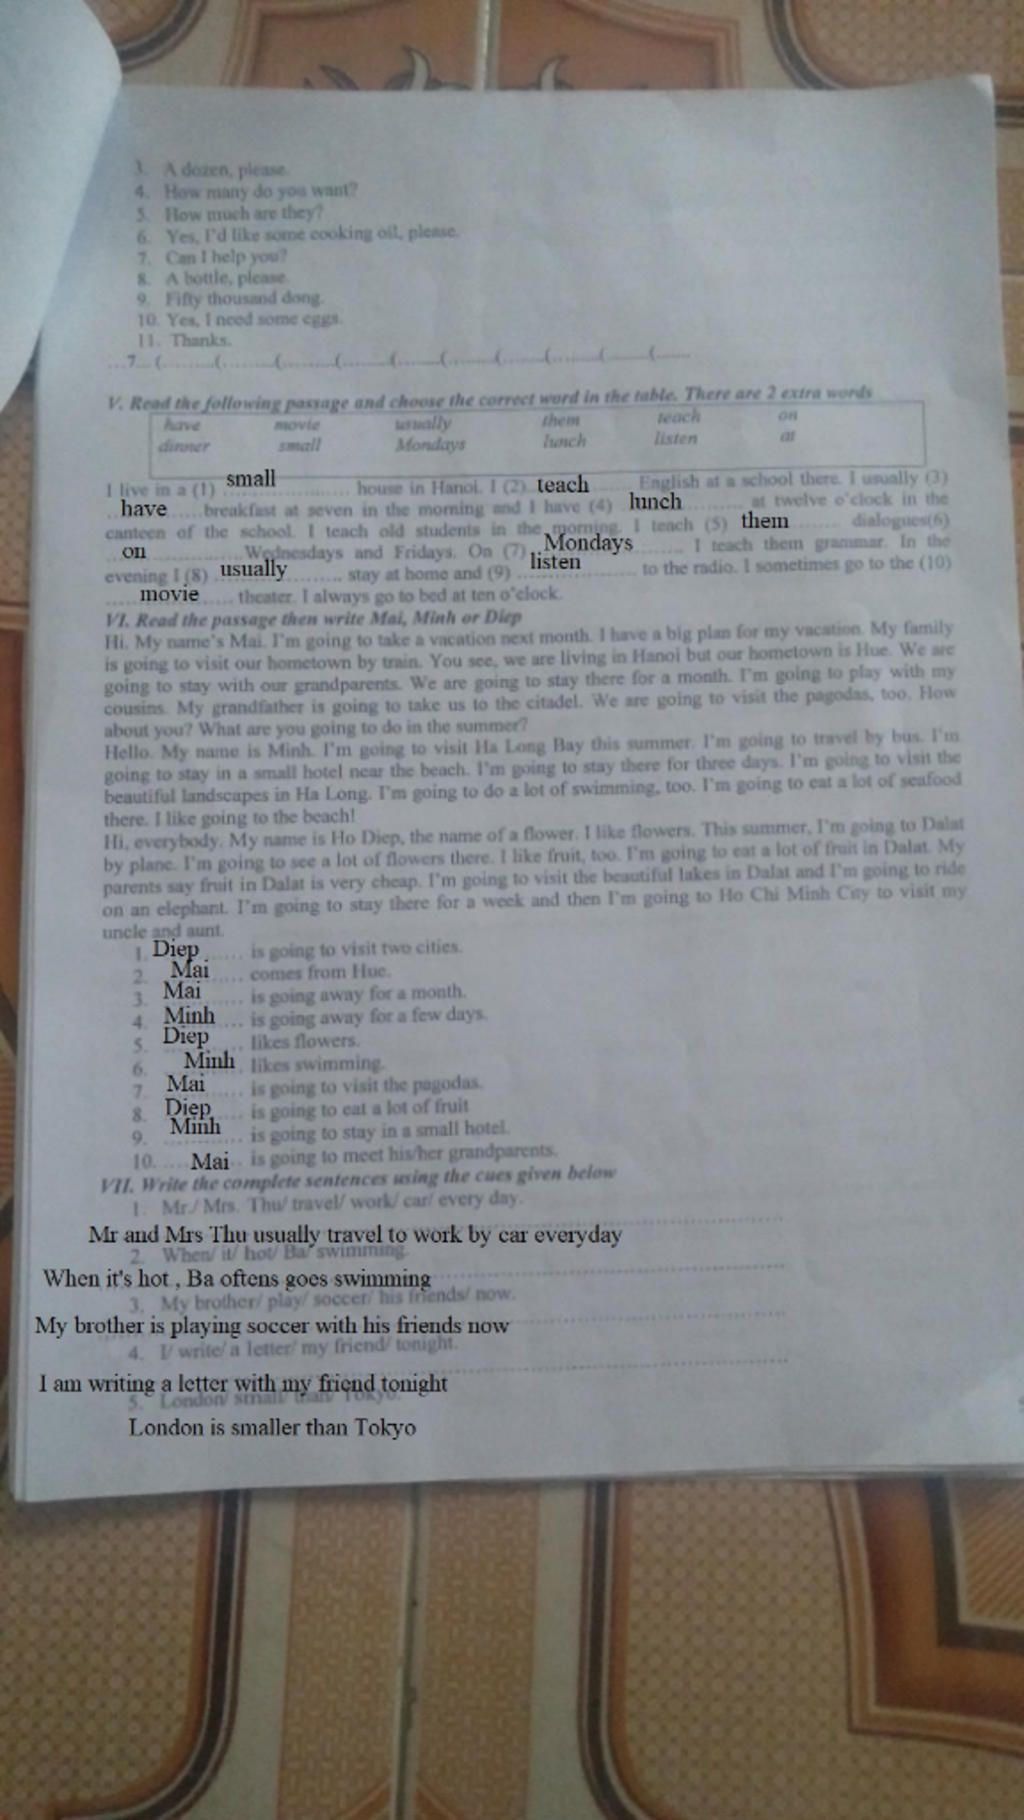 3. A dozen, please.
4. How many do you want?
5. How much are they?
6. Yes, I'd like some cooking oil, please.
7. Can I help you?
8. A bottle, please.
9. Fifty thousand dong.
10. Yes, I need some eggs.
11. Thanks.
...7... (.........(.........(.........(.........(.........(.........(.........(.........(.........(.........
V. Read the following passage and choose the correct word in the table. There are 2 extra words
have movie usually them teach on
dinner small Mondays lunch listen at
I live in a (1) small house in Hanoi. I (2) teach English at a school there. I usually (3)
have breakfast at seven in the morning and I have (4) lunch at twelve o'clock in the
canteen of the school. I teach old students in the morning. I teach (5) them dialogues(6)
on Wednesdays and Fridays. On (7) Mondays I teach them grammar. In the
evening I (8) usually stay at home and (9) listen to the radio. I sometimes go to the (10)
movie theater. I always go to bed at ten o'clock.
VI. Read the passage then write Mai, Minh or Diep
Hi. My name's Mai. I'm going to take a vacation next month. I have a big plan for my vacation. My family
is going to visit our hometown by train. You see, we are living in Hanoi but our hometown is Hue. We are
going to stay with our grandparents. We are going to stay there for a month. I'm going to play with my
cousins. My grandfather is going to take us to the citadel. We are going to visit the pagodas, too. How
about you? What are you going to do in the summer?
Hello. My name is Minh. I'm going to visit Ha Long Bay this summer. I'm going to travel by bus. I'm
going to stay in a small hotel near the beach. I'm going to stay there for three days. I'm going to visit the
beautiful landscapes in Ha Long. I'm going to do a lot of swimming, too. I'm going to eat a lot of seafood
there. I like going to the beach!
Hi, everybody. My name is Ho Diep, the name of a flower. I like flowers. This summer, I'm going to Dalat
by plane. I'm going to see a lot of flowers there. I like fruit, too. I'm going to eat a lot of fruit in Dalat. My
parents say fruit in Dalat is very cheap. I'm going to visit the beautiful lakes in Dalat and I'm going to ride
on an elephant. I'm going to stay there for a week and then I'm going to Ho Chi Minh City to visit my
uncle and aunt.
1. Diep is going to visit two cities.
2. Mai comes from Hue.
3. Mai is going away for a month.
4. Minh is going away for a few days.
5. Diep likes flowers.
6. Minh likes swimming.
7. Mai is going to visit the pagodas.
8. Diep is going to eat a lot of fruit
9. Minh is going to stay in a small hotel.
10. Mai is going to meet his/her grandparents.
VII. Write the complete sentences using the cues given below
1. Mr./ Mrs. Thu/ travel/ work/ car/ every day.
Mr and Mrs Thu usually travel to work by car everyday
2. When/ it/ hot/ Ba/ swimming.
When it's hot , Ba oftens goes swimming
3. My brother/ play/ soccer/ his friends/ now.
My brother is playing soccer with his friends now
4. I/ write/ a letter/ my friend/ tonight.
I am writing a letter with my friend tonight
5. London/ small/ than/ Tokyo.
London is smaller than Tokyo